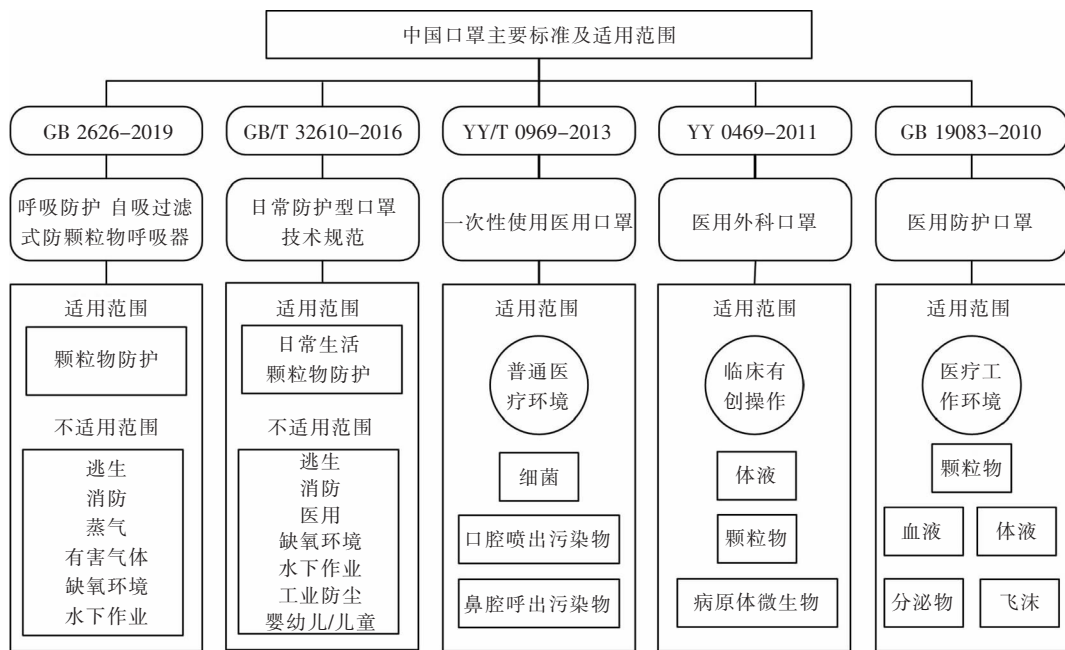 中国口罩主要标准及适用范围
GB 2626–2019
GB/T 32610–2016
YY/T 0969–2013
YY 0469–2011
GB 19083–2010
呼吸防护 自吸过滤
式防颗粒物呼吸器
日常防护型口罩
技术规范
一次性使用医用口罩
医用外科口罩
医用防护口罩
适用范围
颗粒物防护
不适用范围
逃生
消防
蒸气
有害气体
缺氧环境
水下作业
适用范围
日常生活
颗粒物防护
不适用范围
逃生
消防
医用
缺氧环境
水下作业
工业防尘
婴幼儿/儿童
适用范围
普通医
疗环境
细菌
口腔喷出污染物
鼻腔呼出污染物
适用范围
临床有
创操作
体液
颗粒物
病原体微生物
适用范围
医疗工
作环境
颗粒物
血液
体液
分泌物
飞沫